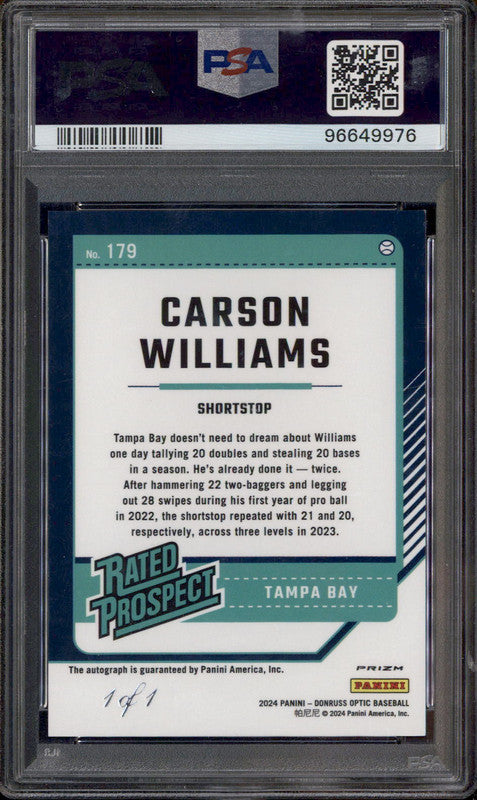 PSA
PSA
96649976
No. 179
CARSON
WILLIAMS
SHORTSTOP
Tampa Bay doesn't need to dream about Williams
one day tallying 20 doubles and stealing 20 bases
in a season. He's already done it — twice.
After hammering 22 two-baggers and legging
out 28 swipes during his first year of pro ball
in 2022, the shortstop repeated with 21 and 20,
respectively, across three levels in 2023.
RATED
PROSPECT
TAMPA BAY
The autograph is guaranteed by Panini America, Inc.
PRIZM
1 of 1
PANINI
2024 PANINI – DONRUSS OPTIC BASEBALL
帕尼尼 © 2024 Panini America, Inc.
PSA